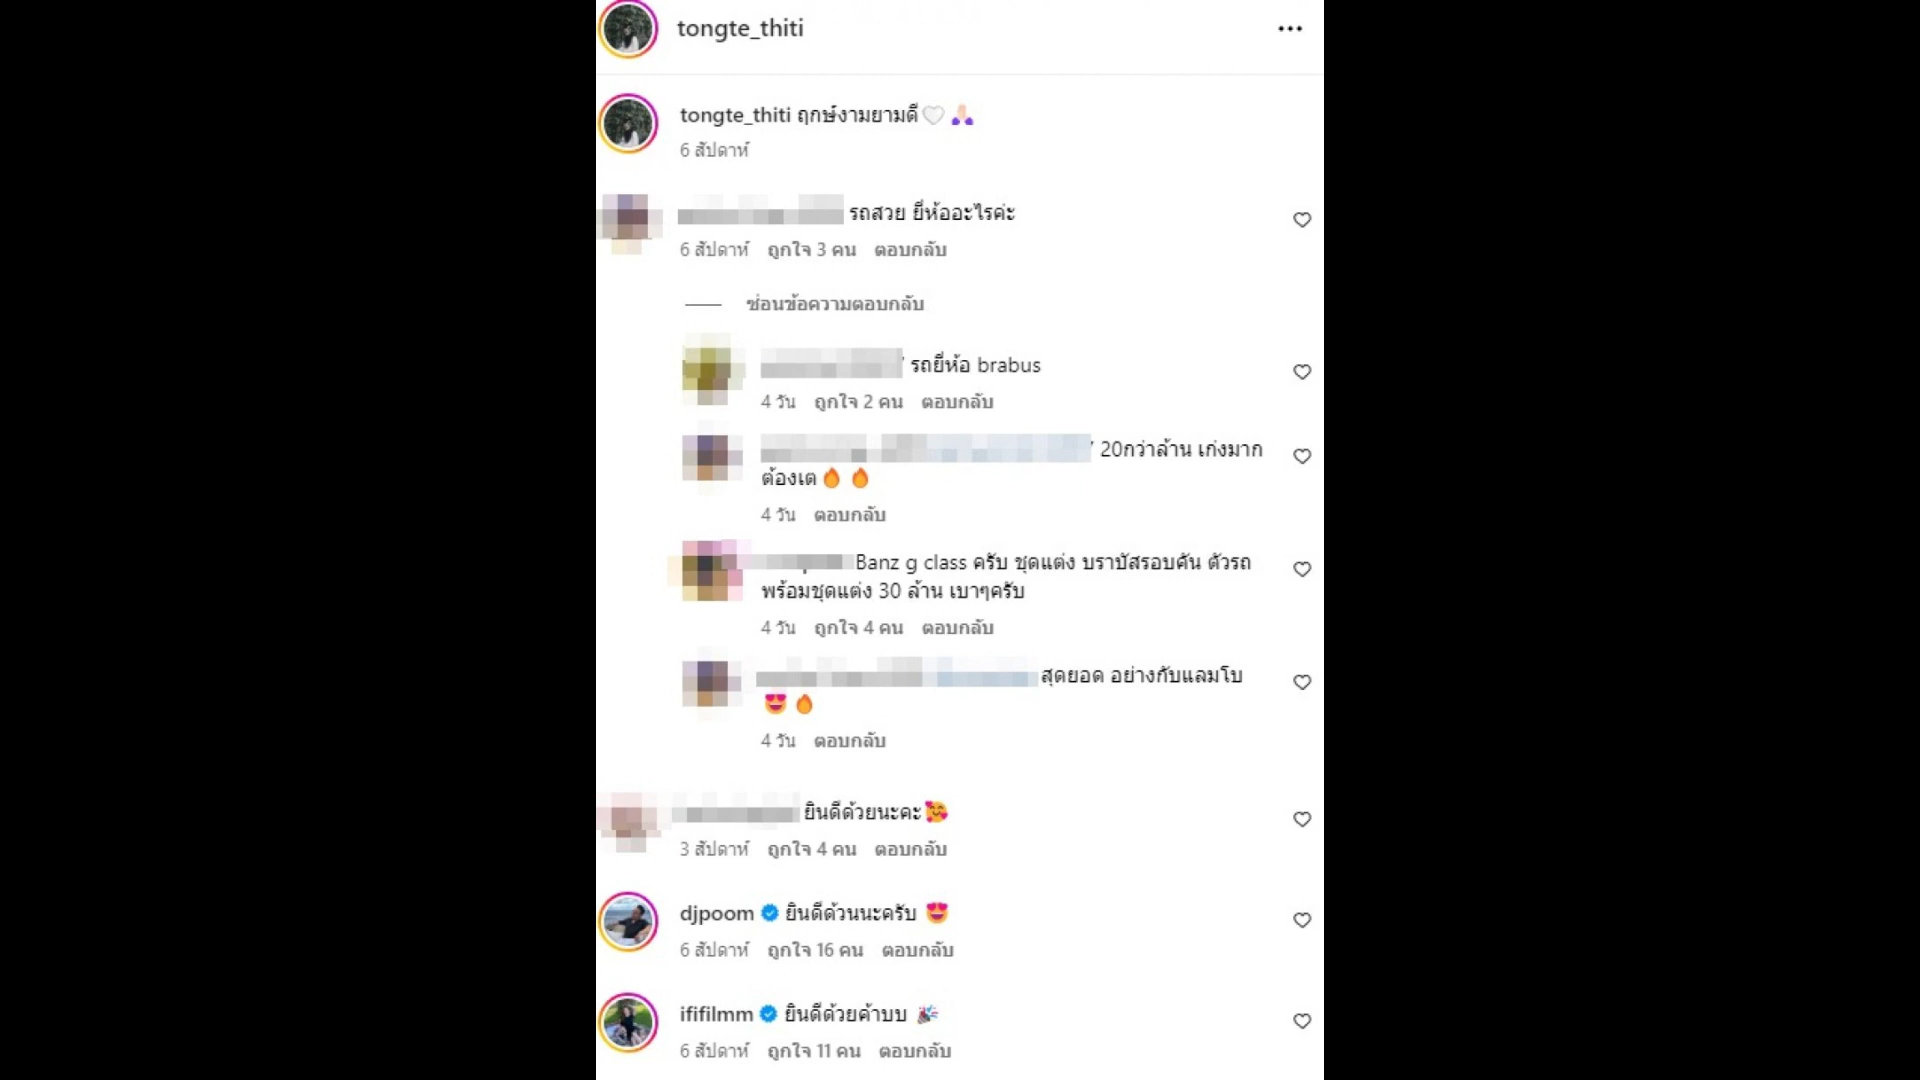 tongte_thiti
tongte_thiti ฤกษ์งามยามดี🤍🙏🏻
6 สัปดาห์
รถสวย ยี่ห้ออะไรค่ะ
6 สัปดาห์ ถูกใจ 3 คน ตอบกลับ
ซ่อนข้อความตอบกลับ
รถยี่ห้อ brabus
4 วัน ถูกใจ 2 คน ตอบกลับ
20กว่าล้าน เก่งมาก
ต้องเต🔥 🔥
4 วัน ตอบกลับ
Banz g class ครับ ชุดแต่ง บราบัสรอบคัน ตัวรถ
พร้อมชุดแต่ง 30 ล้าน เบาๆครับ
4 วัน ถูกใจ 4 คน ตอบกลับ
สุดยอด อย่างกับแลมโบ
😍 🔥
4 วัน ตอบกลับ
ยินดีด้วยนะคะ🥰
3 สัปดาห์ ถูกใจ 4 คน ตอบกลับ
djpoom ยินดีด้วนนะครับ 😍
6 สัปดาห์ ถูกใจ 16 คน ตอบกลับ
ififilmm ยินดีด้วยค้าบบ 🎉
6 สัปดาห์ ถูกใจ 11 คน ตอบกลับ